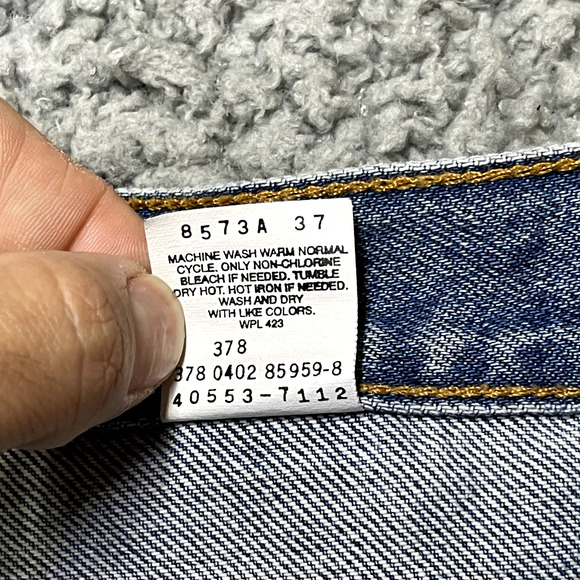 8573A 37
MACHINE WASH WARM NORMAL
CYCLE. ONLY NON-CHLORINE
BLEACH IF NEEDED. TUMBLE
DRY HOT. HOT IRON IF NEEDED.
WASH AND DRY
WITH LIKE COLORS.
WPL 423
378
378 0402 85959-8
40553-7112